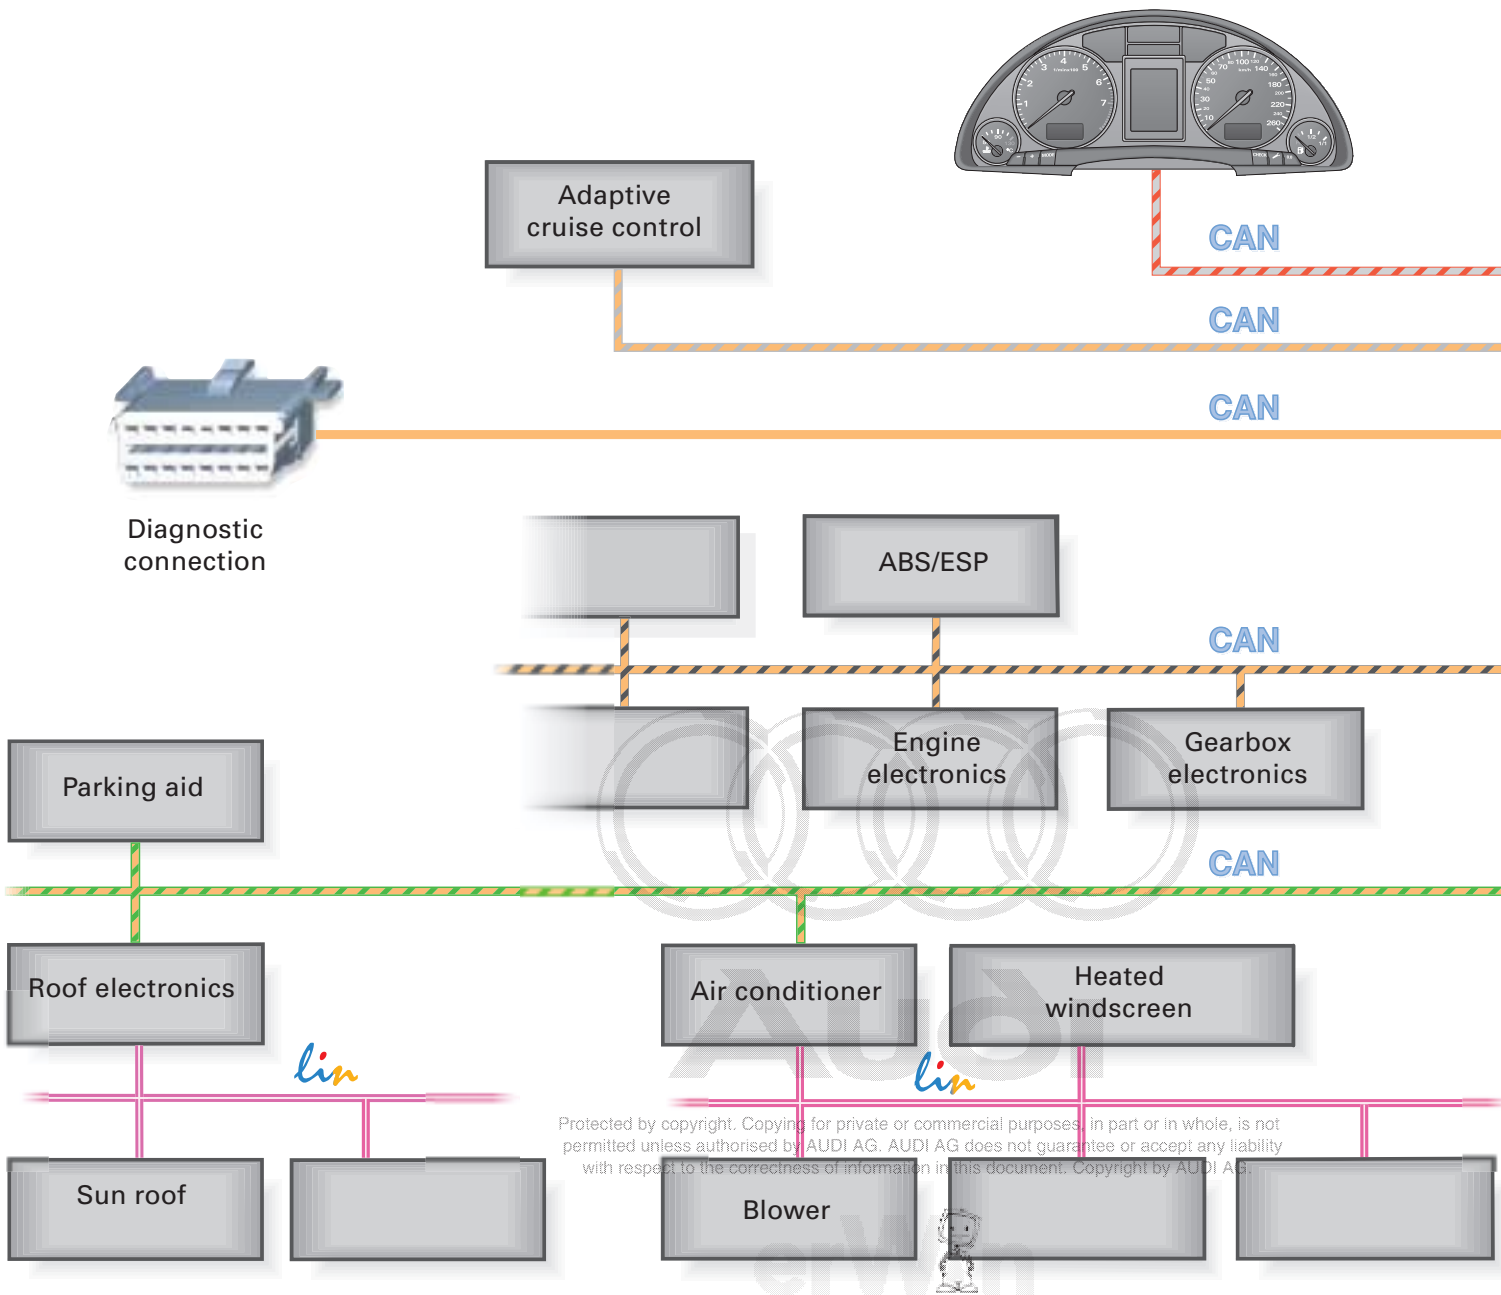 Adaptive
cruise control
CAN
CAN
CAN
Diagnostic
connection
ABS/ESP
CAN
Engine
electronics
Gearbox
electronics
Parking aid
CAN
Roof electronics
Air conditioner
Heated
windscreen
Audi
lin
lin
Protected by copyright. Copying for private or commercial purposes, in part or in whole, is not
permitted unless authorised by AUDI AG. AUDI AG does not guarantee or accept any liability
with respect to the correctness of information in this document. Copyright by AUDI AG.
Sun roof
Blower
erWin